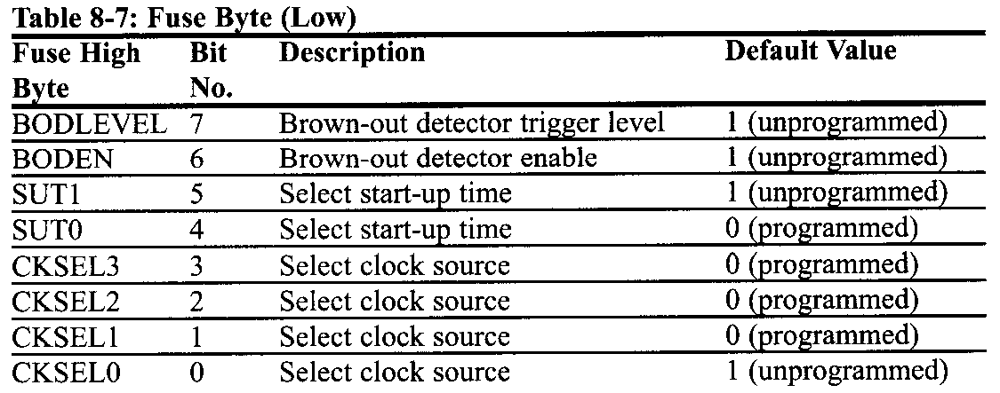 Table 8-7: Fuse Byte (Low)
Fuse High Bit Description Default Value
Byte No.
BODLEVEL 7 Brown-out detector trigger level 1 (unprogrammed)
BODEN 6 Brown-out detector enable 1 (unprogrammed)
SUT1 5 Select start-up time 1 (unprogrammed)
SUT0 4 Select start-up time 0 (programmed)
CKSEL3 3 Select clock source 0 (programmed)
CKSEL2 2 Select clock source 0 (programmed)
CKSEL1 1 Select clock source 0 (programmed)
CKSEL0 0 Select clock source 1 (unprogrammed)